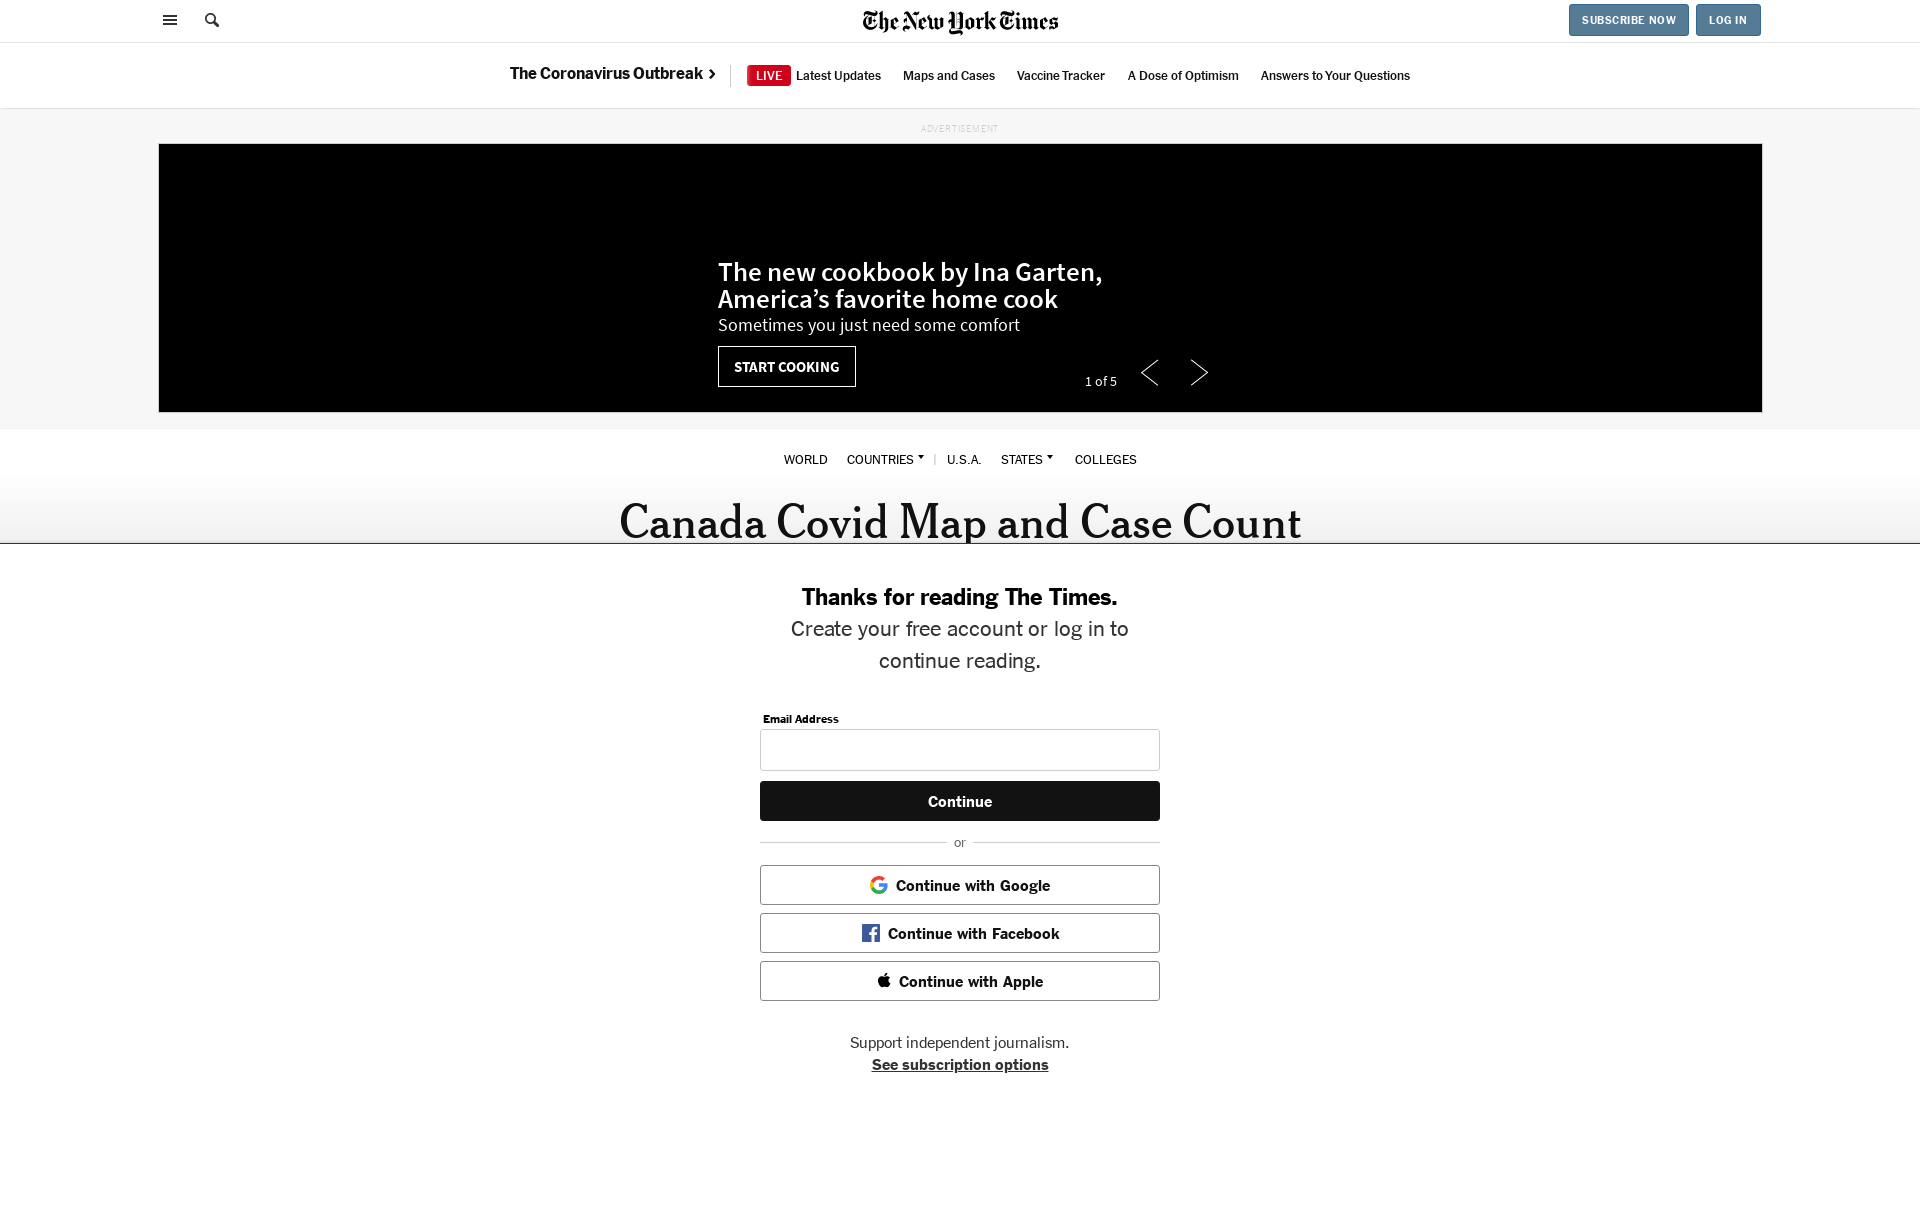 The New York Times
SUBSCRIBE NOW
LOG IN
The Coronavirus Outbreak ›
LIVE Latest Updates
Maps and Cases
Vaccine Tracker
A Dose of Optimism
Answers to Your Questions
ADVERTISEMENT
The new cookbook by Ina Garten,
America’s favorite home cook
Sometimes you just need some comfort
START COOKING
1 of 5
WORLD
COUNTRIES
U.S.A.
STATES
COLLEGES
Canada Covid Map and Case Count
Thanks for reading The Times.
Create your free account or log in to
continue reading.
Email Address
Continue
or
Continue with Google
Continue with Facebook
Continue with Apple
Support independent journalism.
See subscription options